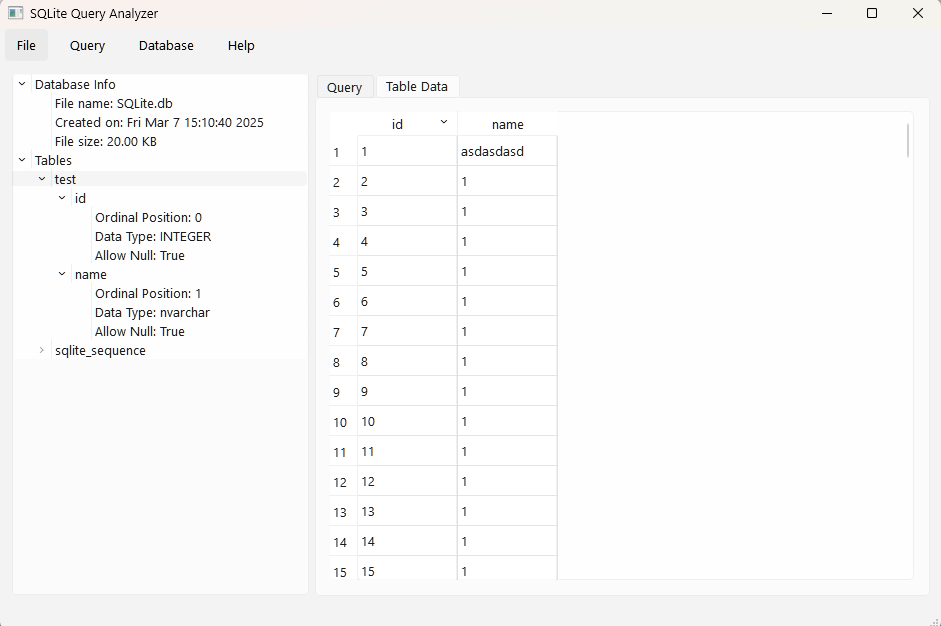 SQLite Query Analyzer
File Query Database Help
Database Info
File name: SQLite.db
Created on: Fri Mar 7 15:10:40 2025
File size: 20.00 KB
Tables
test
id
Ordinal Position: 0
Data Type: INTEGER
Allow Null: True
name
Ordinal Position: 1
Data Type: nvarchar
Allow Null: True
sqlite_sequence
Query Table Data
id name
1 1 asdasdasd
2 2 1
3 3 1
4 4 1
5 5 1
6 6 1
7 7 1
8 8 1
9 9 1
10 10 1
11 11 1
12 12 1
13 13 1
14 14 1
15 15 1